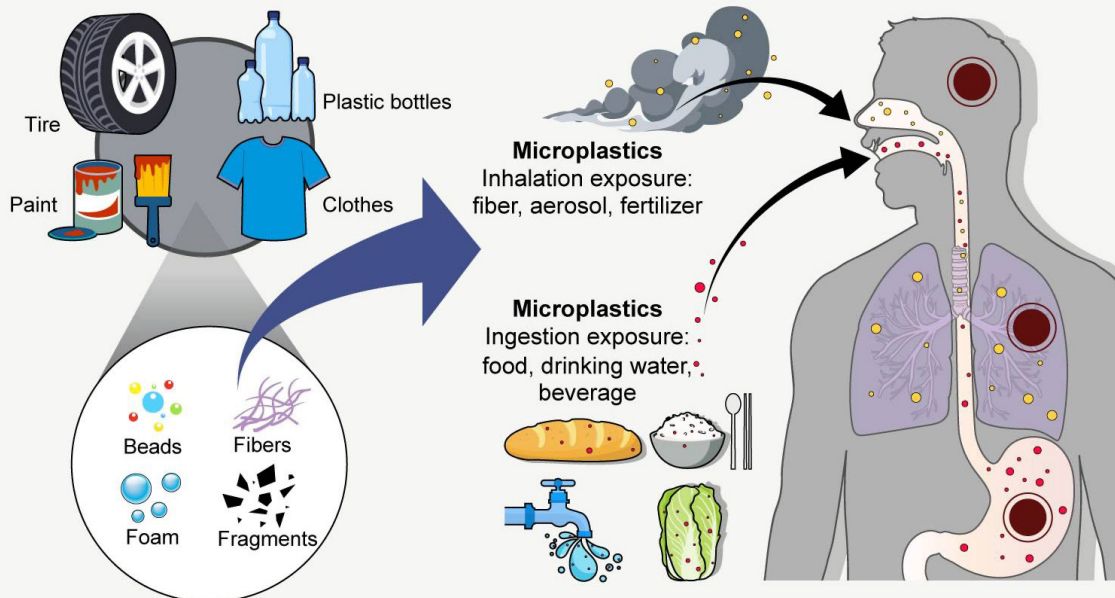 Tire
Plastic bottles
Paint
Clothes
Beads
Fibers
Foam
Fragments
Microplastics
Inhalation exposure:
fiber, aerosol, fertilizer
Microplastics
Ingestion exposure:
food, drinking water,
beverage